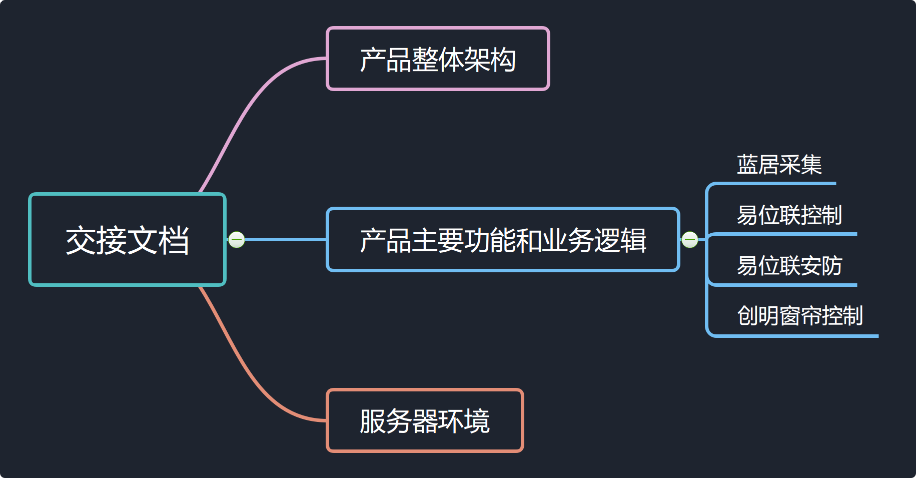 交接文档
产品整体架构
产品主要功能和业务逻辑
蓝居采集
易位联控制
易位联安防
创明窗帘控制
服务器环境